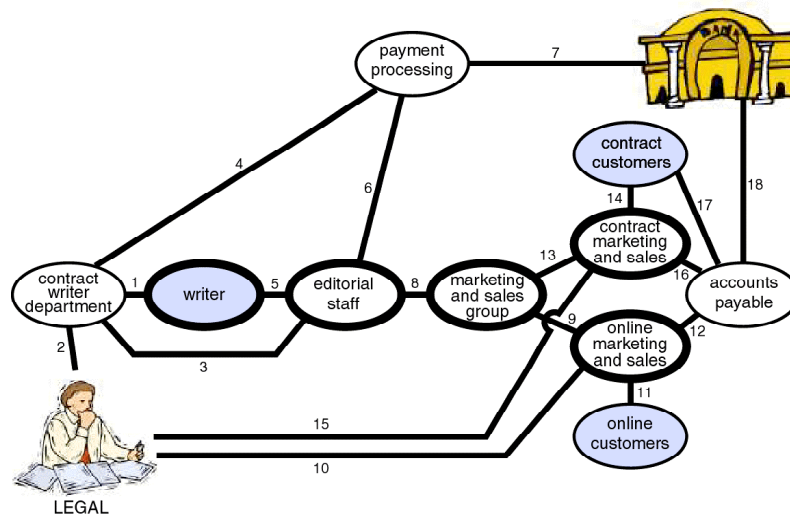 payment
processing
7
BANK
contract
customers
4
6
14
17
18
contract
marketing
and sales
13
16
contract
writer
department
1
writer
5
editorial
staff
8
marketing
and sales
group
9
accounts
payable
12
online
marketing
and sales
2
3
11
15
online
customers
10
LEGAL